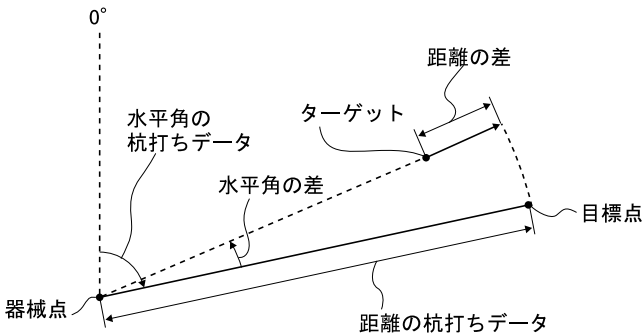 0°
距離の差
水平角の
杭打ちデータ
ターゲット
水平角の差
目標点
器械点
距離の杭打ちデータ